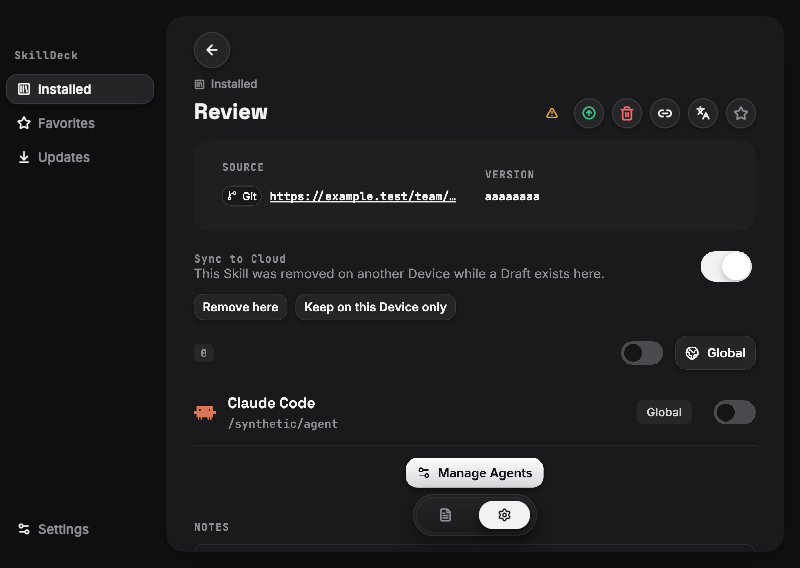 SkillDeck
Installed
Favorites
Updates
Settings
Installed
Review
SOURCE
Git https://example.test/team/…
VERSION
aaaaaaaa
Sync to Cloud
This Skill was removed on another Device while a Draft exists here.
Remove here
Keep on this Device only
0
Global
Claude Code
/synthetic/agent
Global
Manage Agents
NOTES